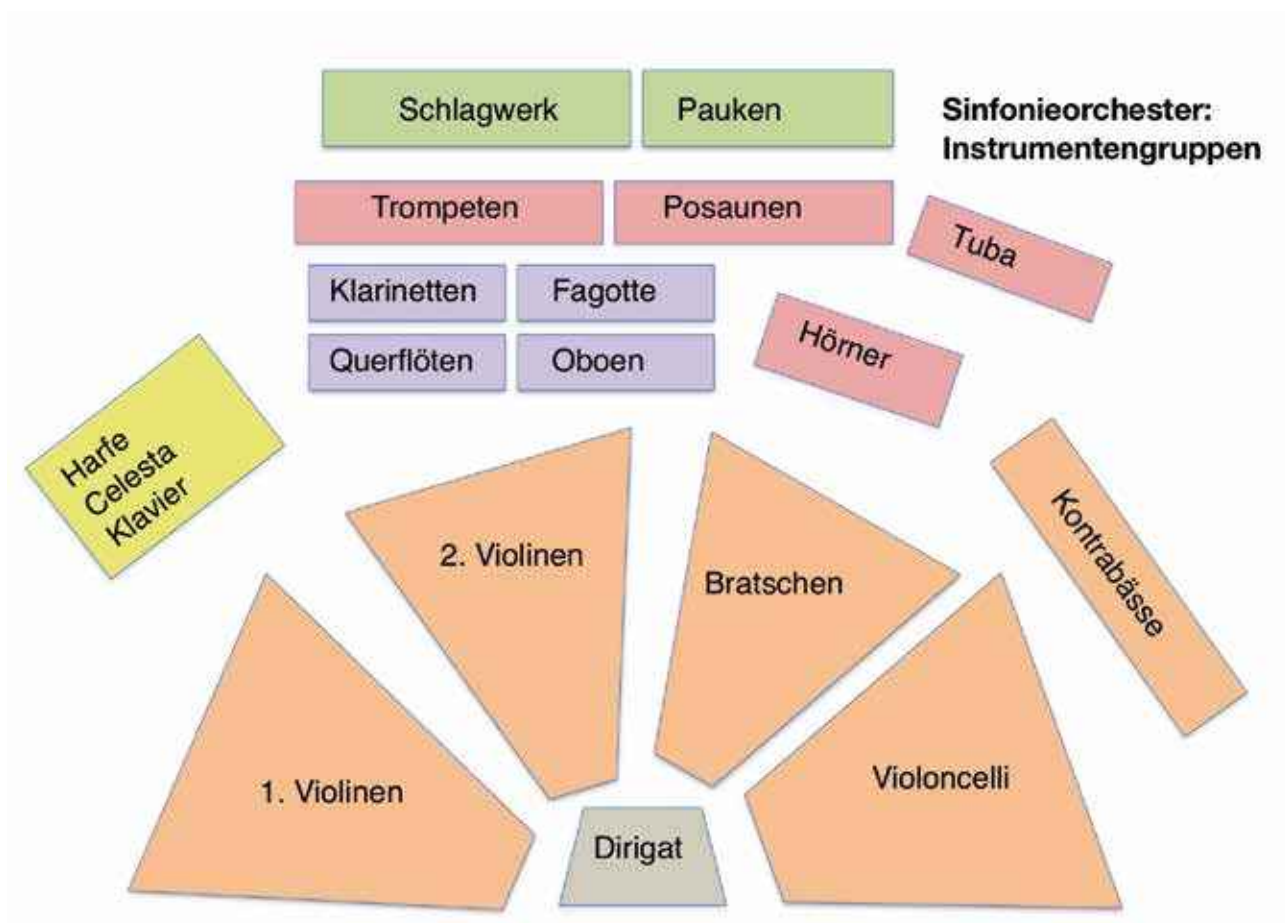 Schlagwerk
Pauken
Sinfonieorchester:
Instrumentengruppen
Trompeten
Posaunen
Tuba
Klarinetten
Fagotte
Hörner
Querflöten
Oboen
Harfe
Celesta
Klavier
2. Violinen
Bratschen
Kontrabässe
1. Violinen
Violoncelli
Dirigat